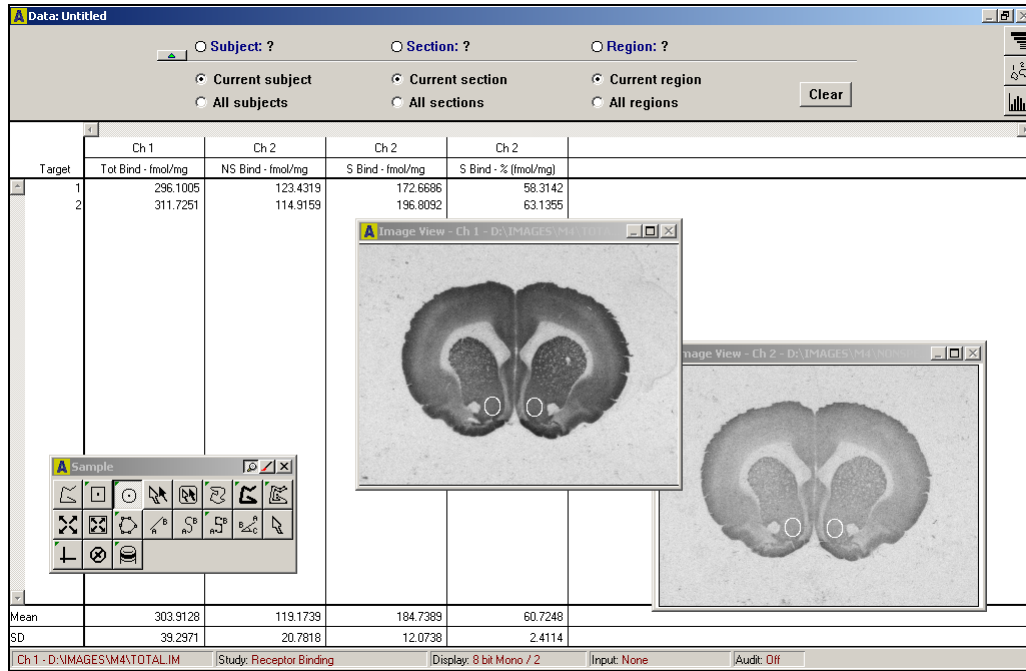 Data: Untitled
Subject: ? Section: ? Region: ?
Current subject Current section Current region
All subjects All sections All regions
Clear
Ch 1 Ch 2 Ch 2 Ch 2
Target Tot Bind - fmol/mg NS Bind - fmol/mg S Bind - fmol/mg S Bind - % (fmol/mg)
1 296.1005 123.4319 172.6686 58.3142
2 311.7251 114.9159 196.8092 63.1355
Image View - Ch 1 - D:\IMAGES\M4\TOTAL
mage View - Ch 2 - D:\IMAGES\M4\
Sample
Mean 303.9128 119.1739 184.7389 60.7248
SD 39.2971 20.7818 12.0738 2.4114
Ch 1 - D:\IMAGES\M4\TOTAL.IM Study: Receptor Binding Display: 8 bit Mono / 2 Input: None Audit: Off